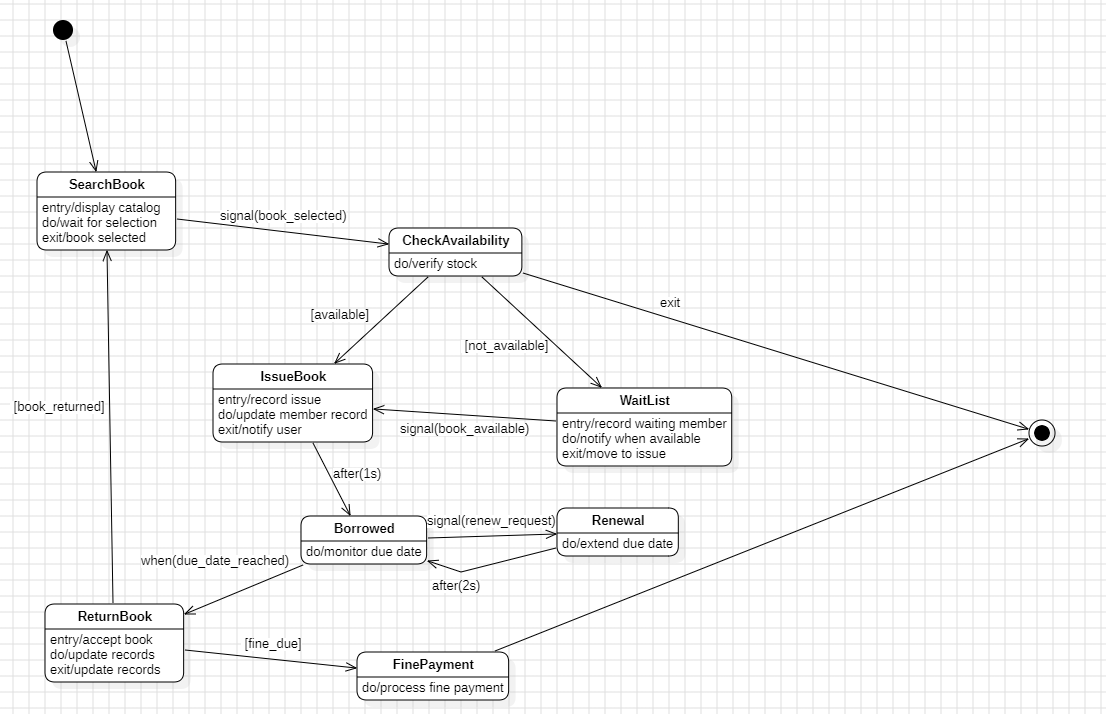 SearchBook
entry/display catalog
do/wait for selection
exit/book selected
signal(book_selected)
CheckAvailability
do/verify stock
exit
[available]
[not_available]
IssueBook
entry/record issue
do/update member record
exit/notify user
WaitList
entry/record waiting member
do/notify when available
exit/move to issue
signal(book_available)
[book_returned]
after(1s)
Borrowed
do/monitor due date
signal(renew_request)
Renewal
do/extend due date
after(2s)
when(due_date_reached)
ReturnBook
entry/accept book
do/update records
exit/update records
[fine_due]
FinePayment
do/process fine payment